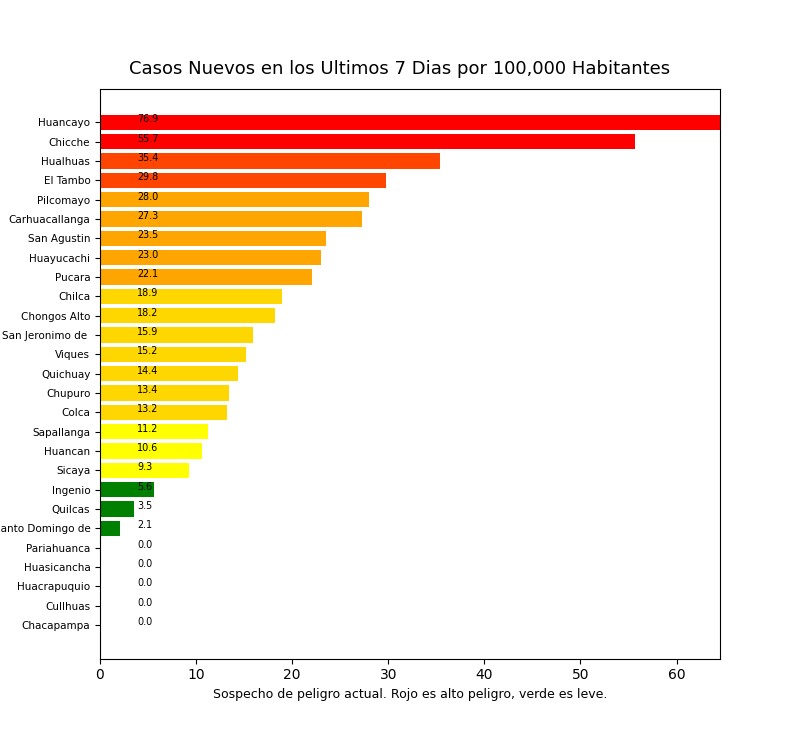 Casos Nuevos en los Ultimos 7 Dias por 100,000 Habitantes
Huancayo 76.9
Chicche 55.7
Hualhuas 35.4
El Tambo 29.8
Pilcomayo 28.0
Carhuacallanga 27.3
San Agustin 23.5
Huayucachi 23.0
Pucara 22.1
Chilca 18.9
Chongos Alto 18.2
San Jeronimo de 15.9
Viques 15.2
Quichuay 14.4
Chupuro 13.4
Colca 13.2
Sapallanga 11.2
Huancan 10.6
Sicaya 9.3
Ingenio 5.6
Quilcas 3.5
anto Domingo de 2.1
Pariahuanca 0.0
Huasicancha 0.0
Huacrapuquio 0.0
Cullhuas 0.0
Chacapampa 0.0
0 10 20 30 40 50 60
Sospecho de peligro actual. Rojo es alto peligro, verde es leve.